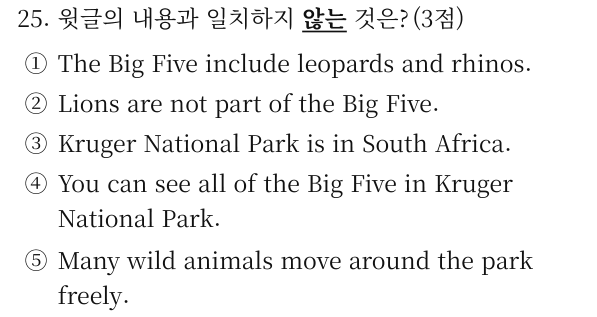 25. 윗글의 내용과 일치하지 않는 것은?(3점)
① The Big Five include leopards and rhinos.
② Lions are not part of the Big Five.
③ Kruger National Park is in South Africa.
④ You can see all of the Big Five in Kruger
National Park.
⑤ Many wild animals move around the park
freely.